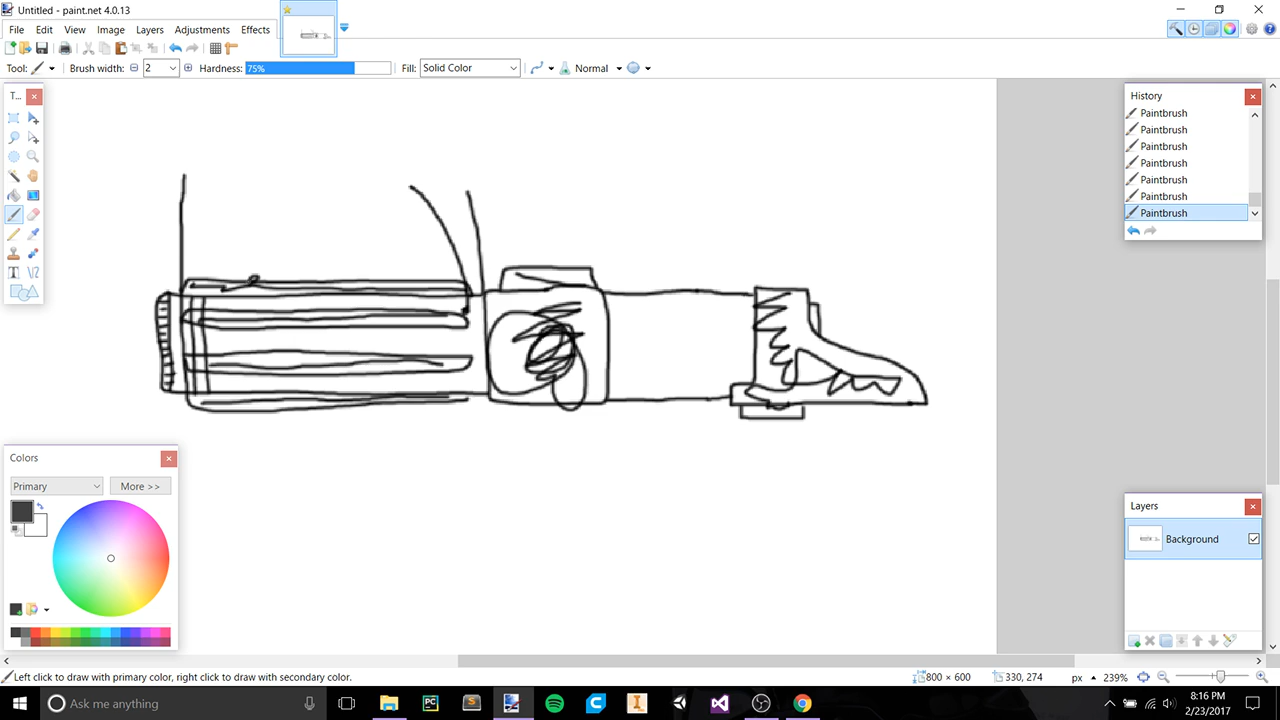 Untitled - paint.net 4.0.13
File Edit View Image Layers Adjustments Effects
Tool: Brush width: 2 Hardness: 75% Fill: Solid Color Normal
T...
History
Paintbrush
Paintbrush
Paintbrush
Paintbrush
Paintbrush
Paintbrush
Paintbrush
Colors
Primary More >>
Layers
Background
Left click to draw with primary color, right click to draw with secondary color. 800 × 600 330, 274 px 239%
Ask me anything
8:16 PM
2/23/2017